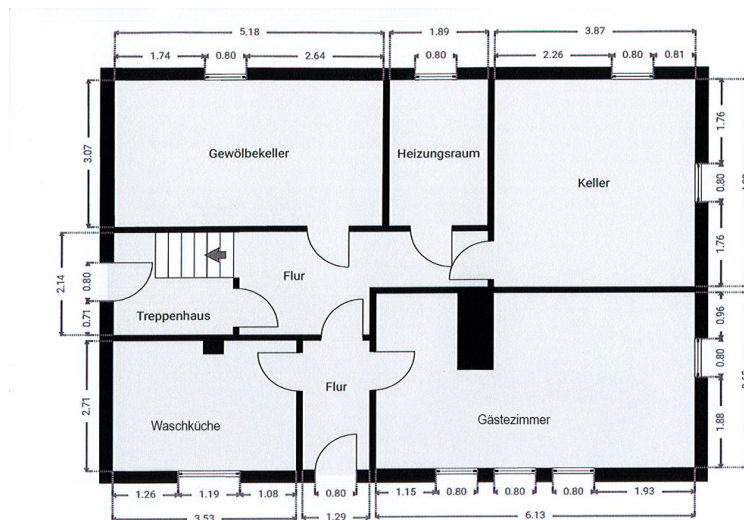 5.18 1.89 3.87
1.74 0.80 2.64 0.80 2.26 0.80 0.81
3.07
Gewölbekeller
Heizungsraum
Keller
1.76
0.80
1.76
2.14
0.80
0.71
Flur
Treppenhaus
0.96
0.80
1.88
2.71
Flur
Waschküche
Gästezimmer
1.26 1.19 1.08 0.80 1.15 0.80 0.80 0.80 1.93
3.53 1.29 6.13